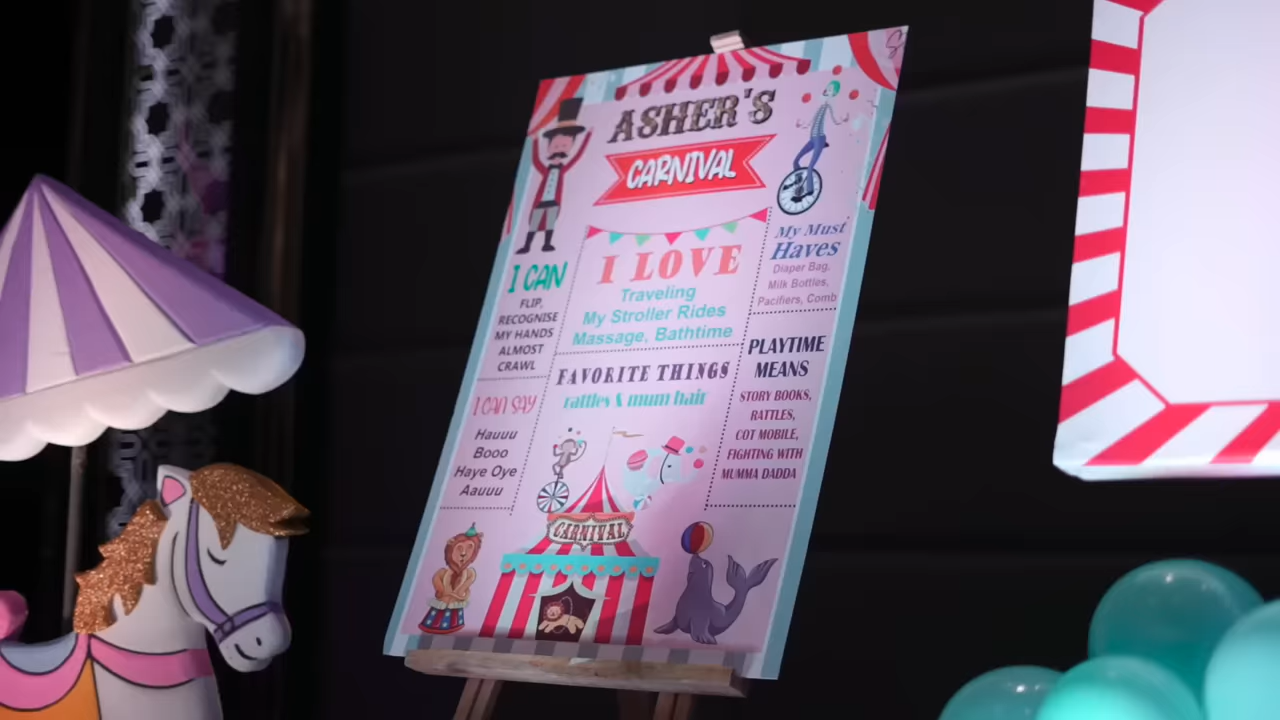 ASHER'S
CARNIVAL
I CAN
FLIP,
RECOGNISE
MY HANDS
ALMOST
CRAWL
I CAN SAY
Hauuu
Booo
Haye Oye
Aauuu
I LOVE
Traveling
My Stroller Rides
Massage, Bathtime
FAVORITE THINGS
rattles & mum hair
My Must
Haves
Diaper Bag,
Milk Bottles,
Pacifiers, Comb
PLAYTIME
MEANS
STORY BOOKS,
RATTLES,
COT MOBILE,
FIGHTING WITH
MUMMA DADDA
CARNIVAL